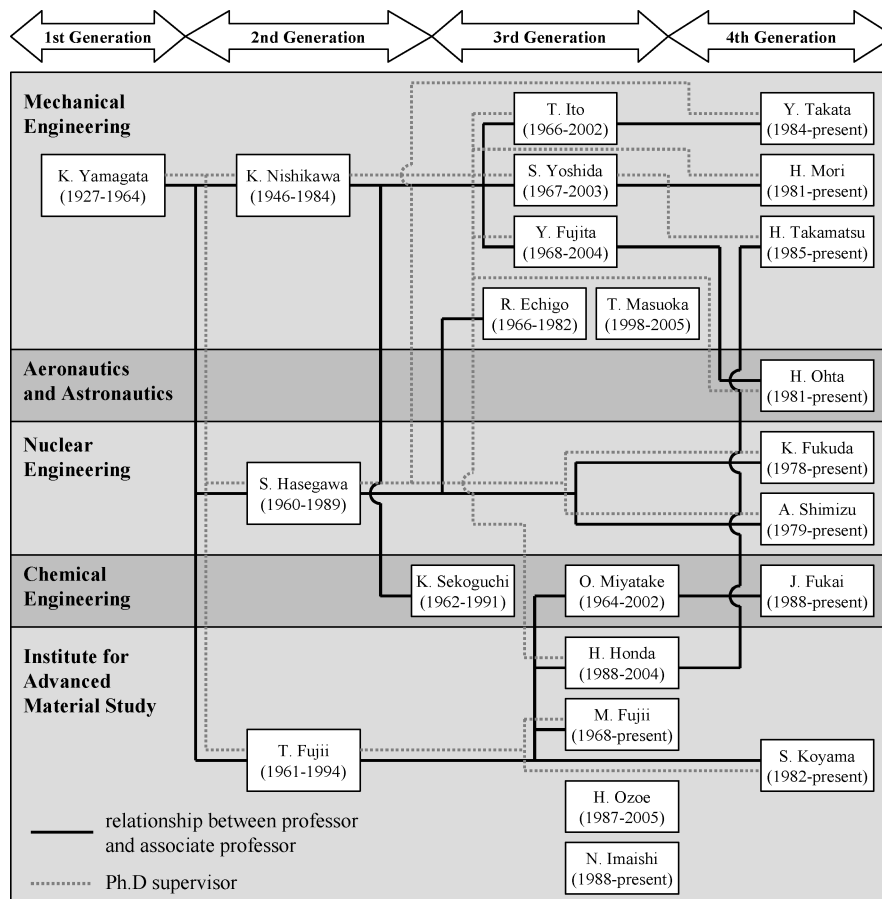 1st Generation
2nd Generation
3rd Generation
4th Generation
Mechanical
Engineering
T. Ito
(1966-2002)
Y. Takata
(1984-present)
K. Yamagata
(1927-1964)
K. Nishikawa
(1946-1984)
S. Yoshida
(1967-2003)
H. Mori
(1981-present)
Y. Fujita
(1968-2004)
H. Takamatsu
(1985-present)
R. Echigo
(1966-1982)
T. Masuoka
(1998-2005)
Aeronautics
and Astronautics
H. Ohta
(1981-present)
Nuclear
Engineering
K. Fukuda
(1978-present)
S. Hasegawa
(1960-1989)
A. Shimizu
(1979-present)
Chemical
Engineering
K. Sekoguchi
(1962-1991)
O. Miyatake
(1964-2002)
J. Fukai
(1988-present)
Institute for
Advanced
Material Study
H. Honda
(1988-2004)
M. Fujii
(1968-present)
T. Fujii
(1961-1994)
S. Koyama
(1982-present)
H. Ozoe
(1987-2005)
N. Imaishi
(1988-present)
relationship between professor
and associate professor
Ph.D supervisor